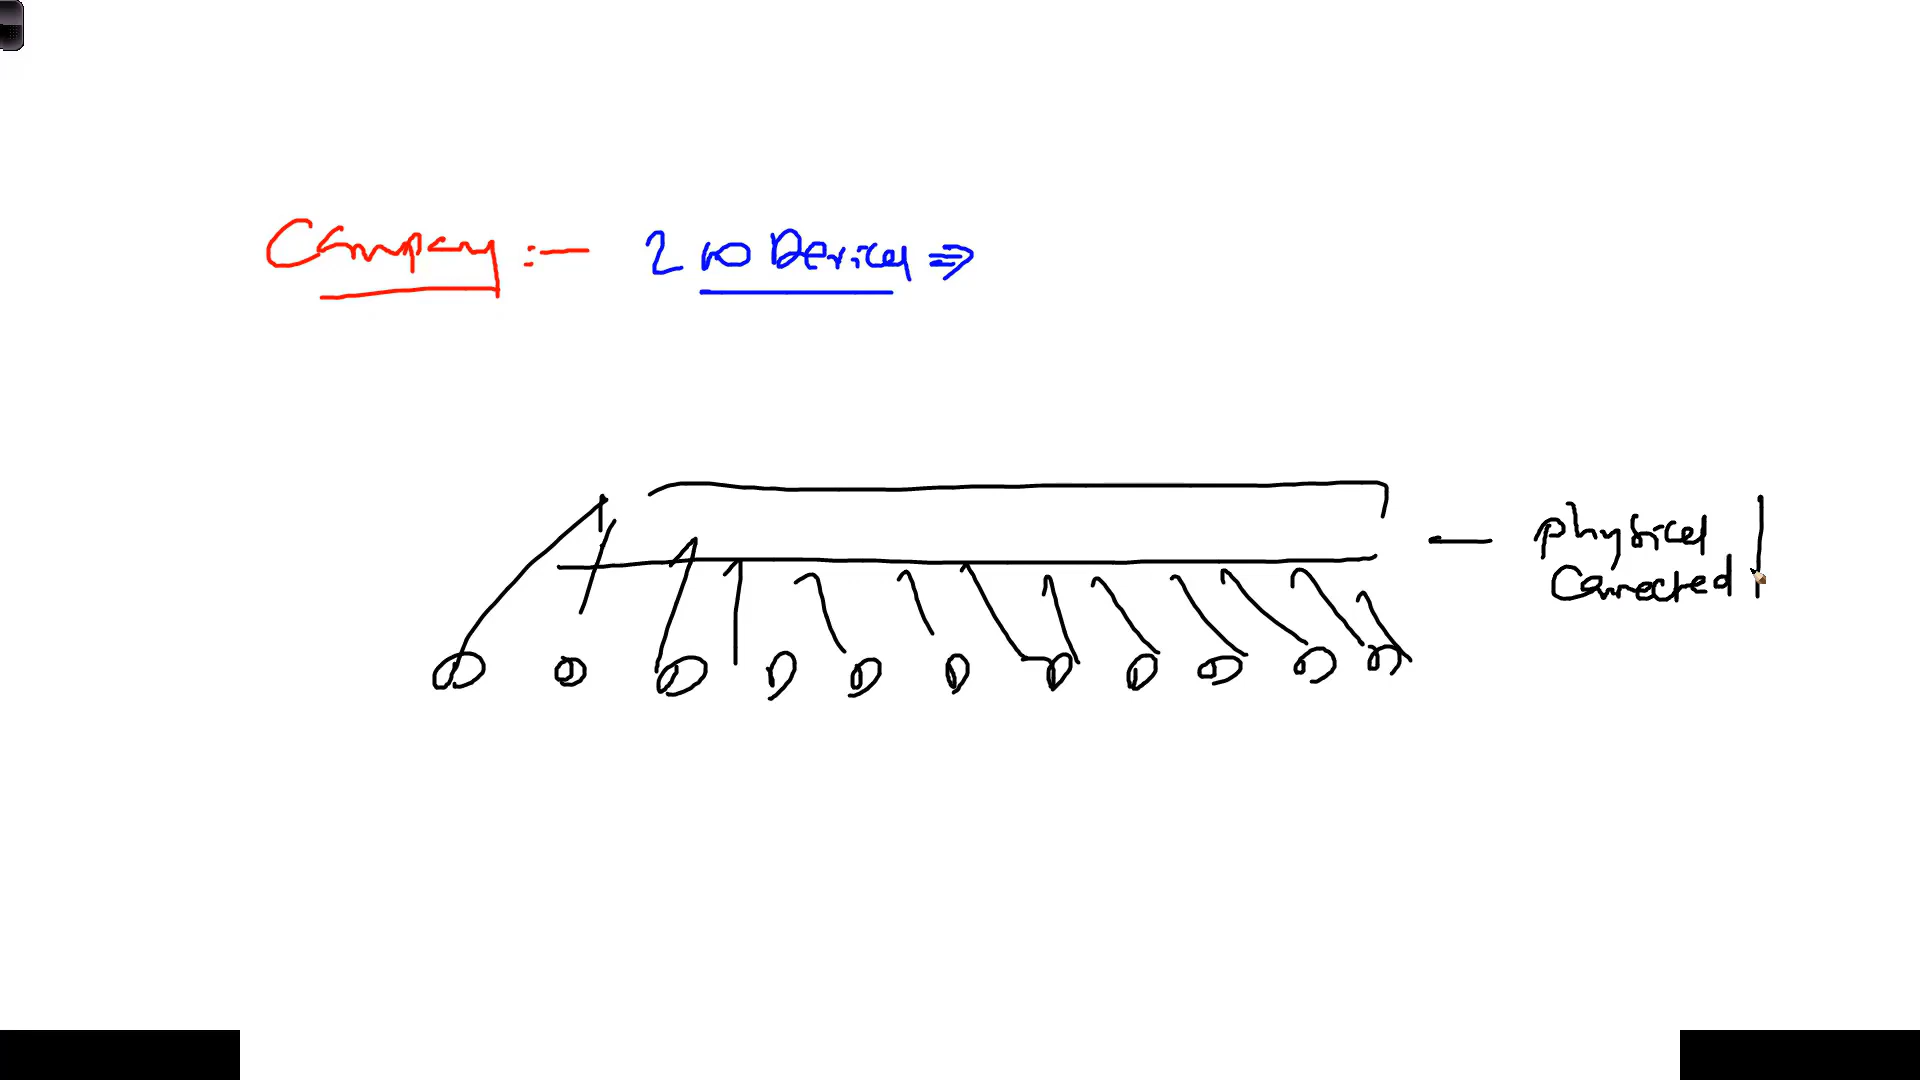 Company :- 200 Devices ⇒
Physical
Connected